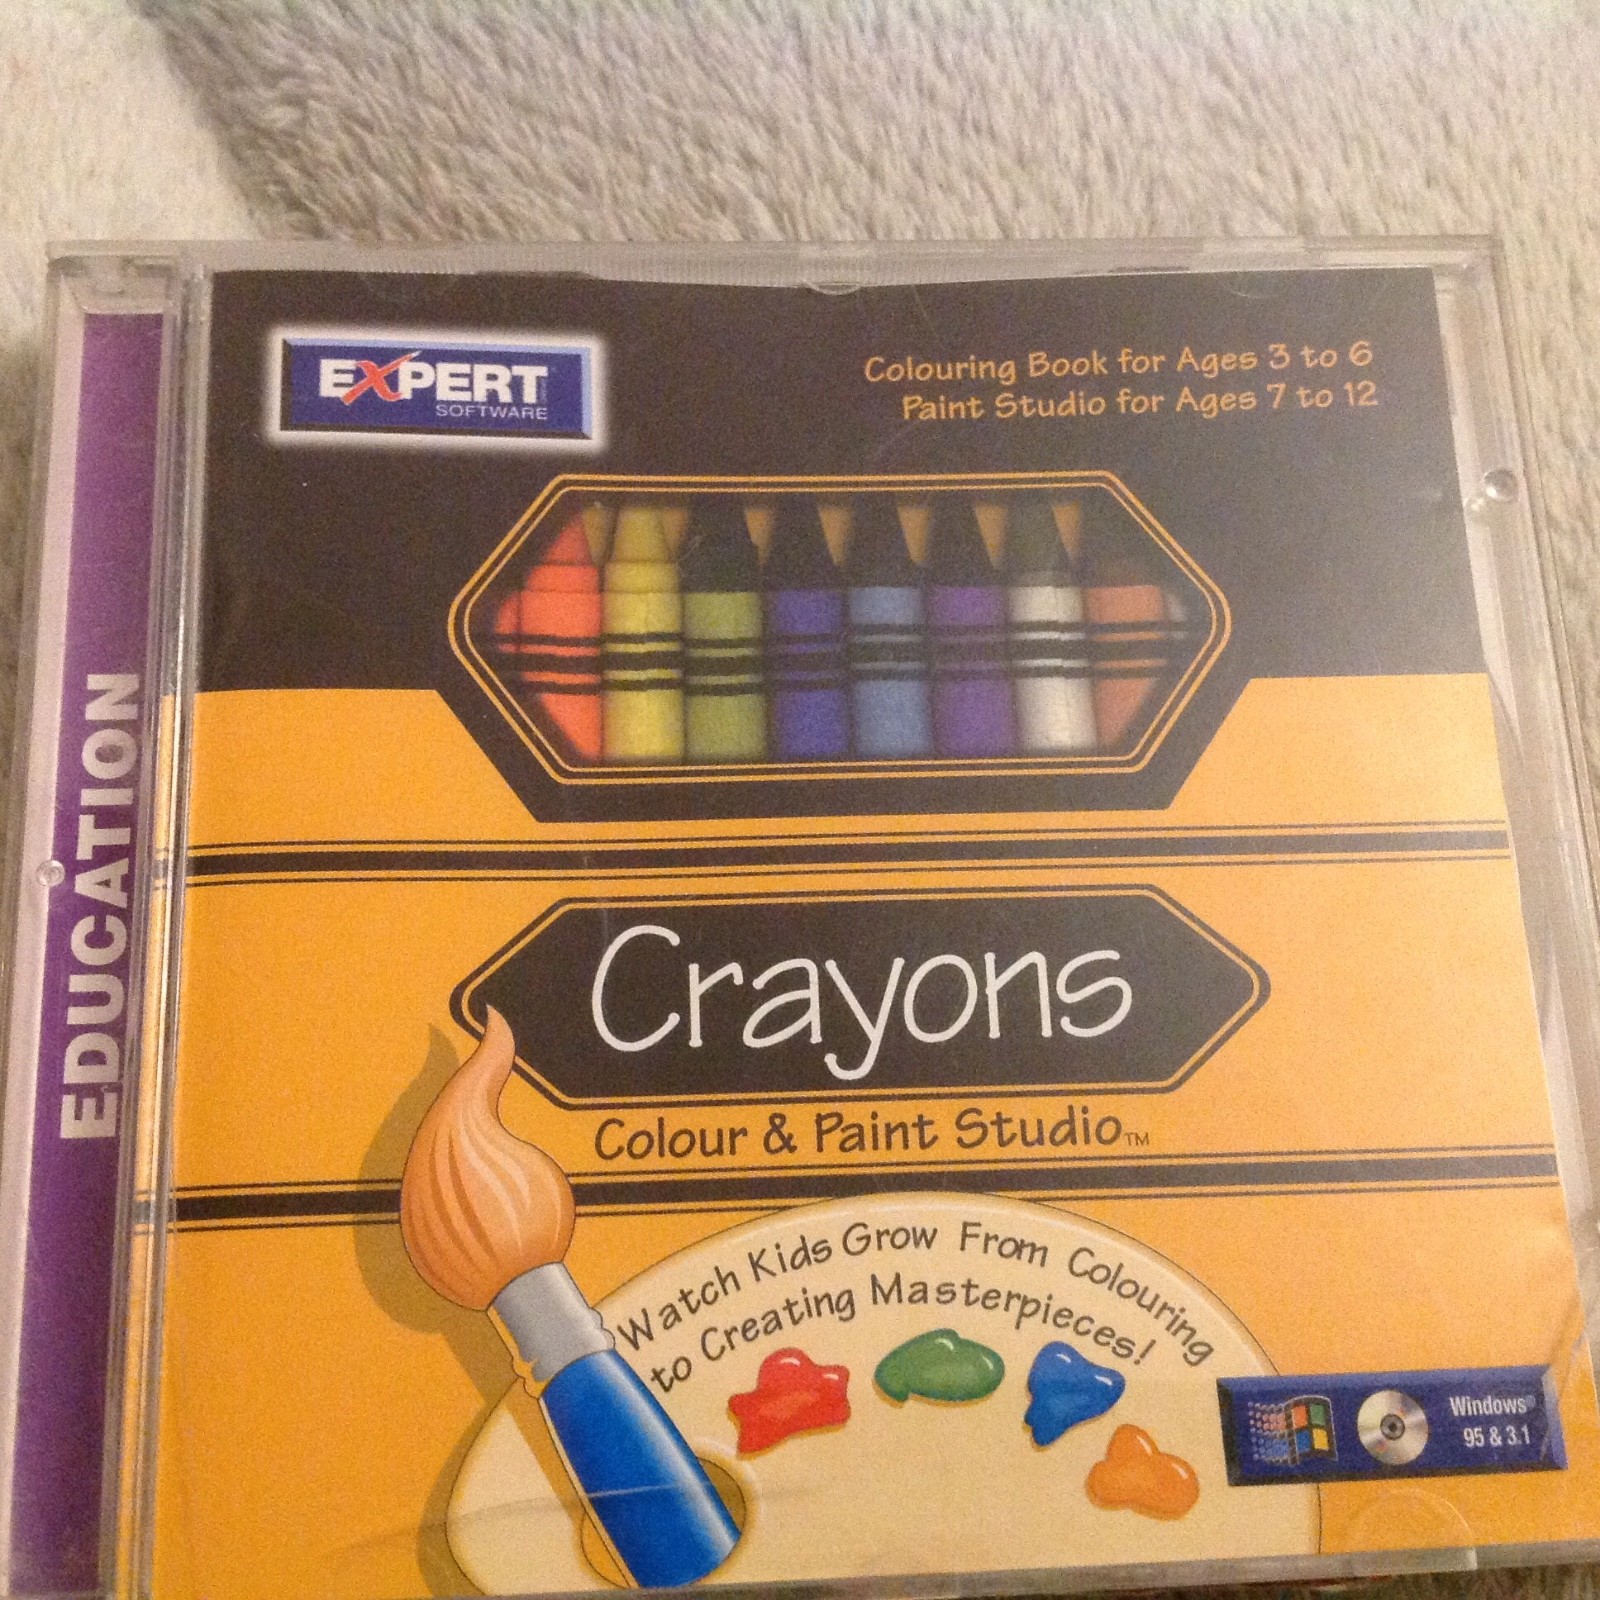 EXPERT
SOFTWARE
Colouring Book for Ages 3 to 6
Paint Studio for Ages 7 to 12
EDUCATION
Crayons
Colour & Paint Studio™
Watch Kids Grow From Colouring
to Creating Masterpieces!
Windows®
95 & 3.1